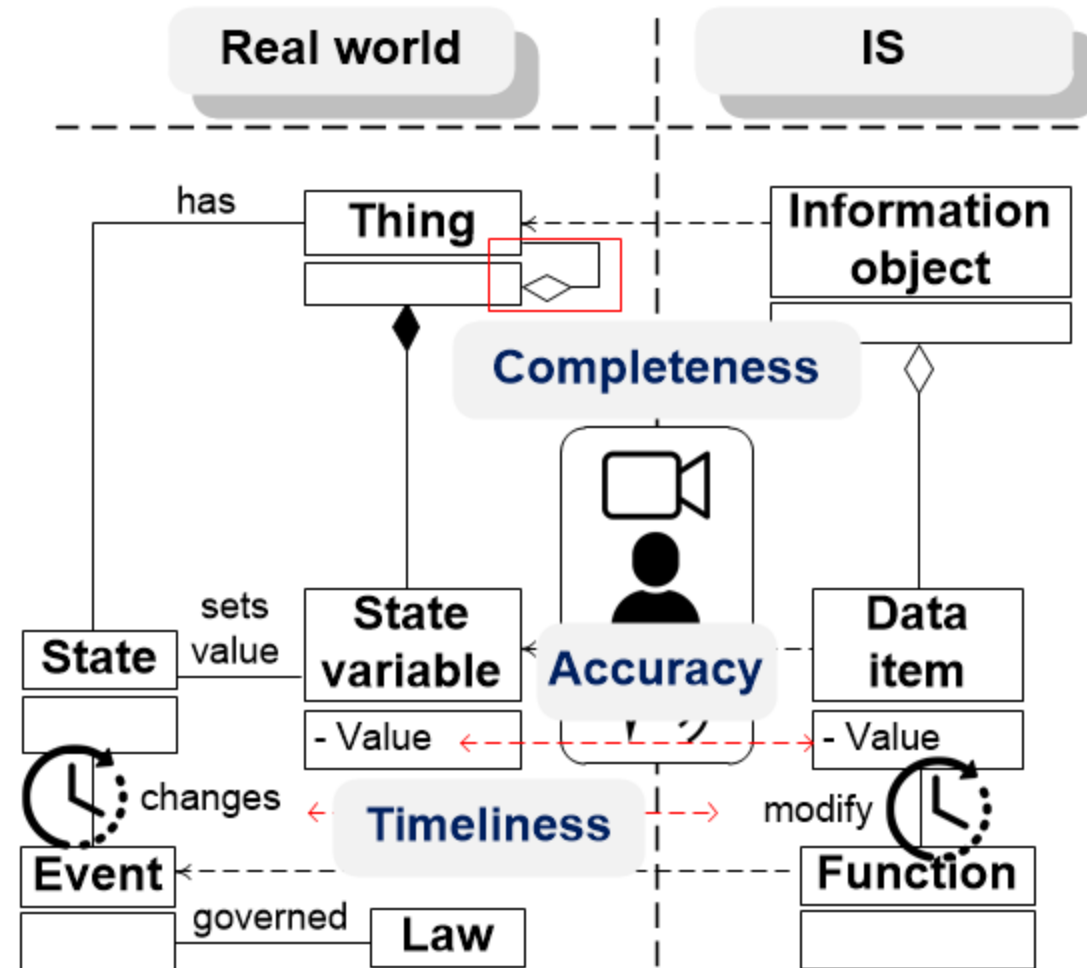 Real world
IS
has
Thing
Information
object
Completeness
sets
value
State
State
variable
Data
item
Accuracy
- Value
- Value
changes
Timeliness
modify
Event
Function
governed
Law